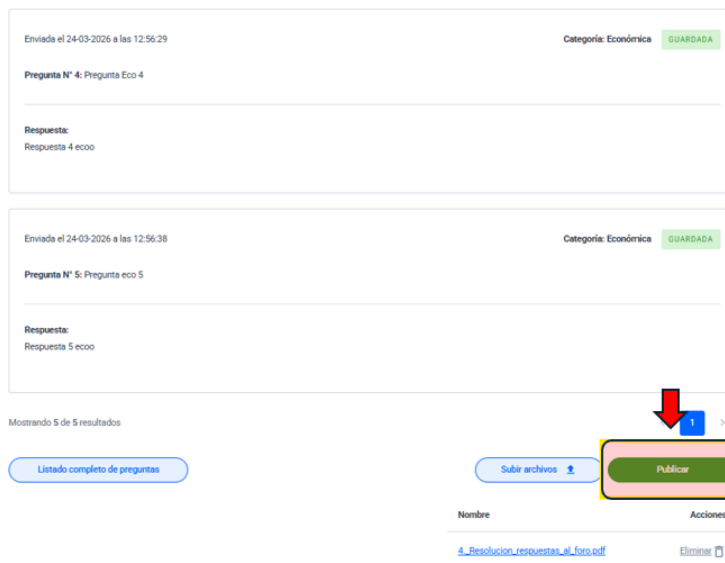 Enviada el 24-03-2026 a las 12:56:29
Categoría: Económica GUARDADA
Pregunta N° 4: Pregunta Eco 4
Respuesta:
Respuesta 4 ecoo
Enviada el 24-03-2026 a las 12:56:38
Categoría: Económica GUARDADA
Pregunta N° 5: Pregunta eco 5
Respuesta:
Respuesta 5 ecoo
Mostrando 5 de 5 resultados
1
Listado completo de preguntas
Subir archivos
Publicar
Nombre Acciones
4._Resolucion_respuestas_al_foro.pdf Eliminar